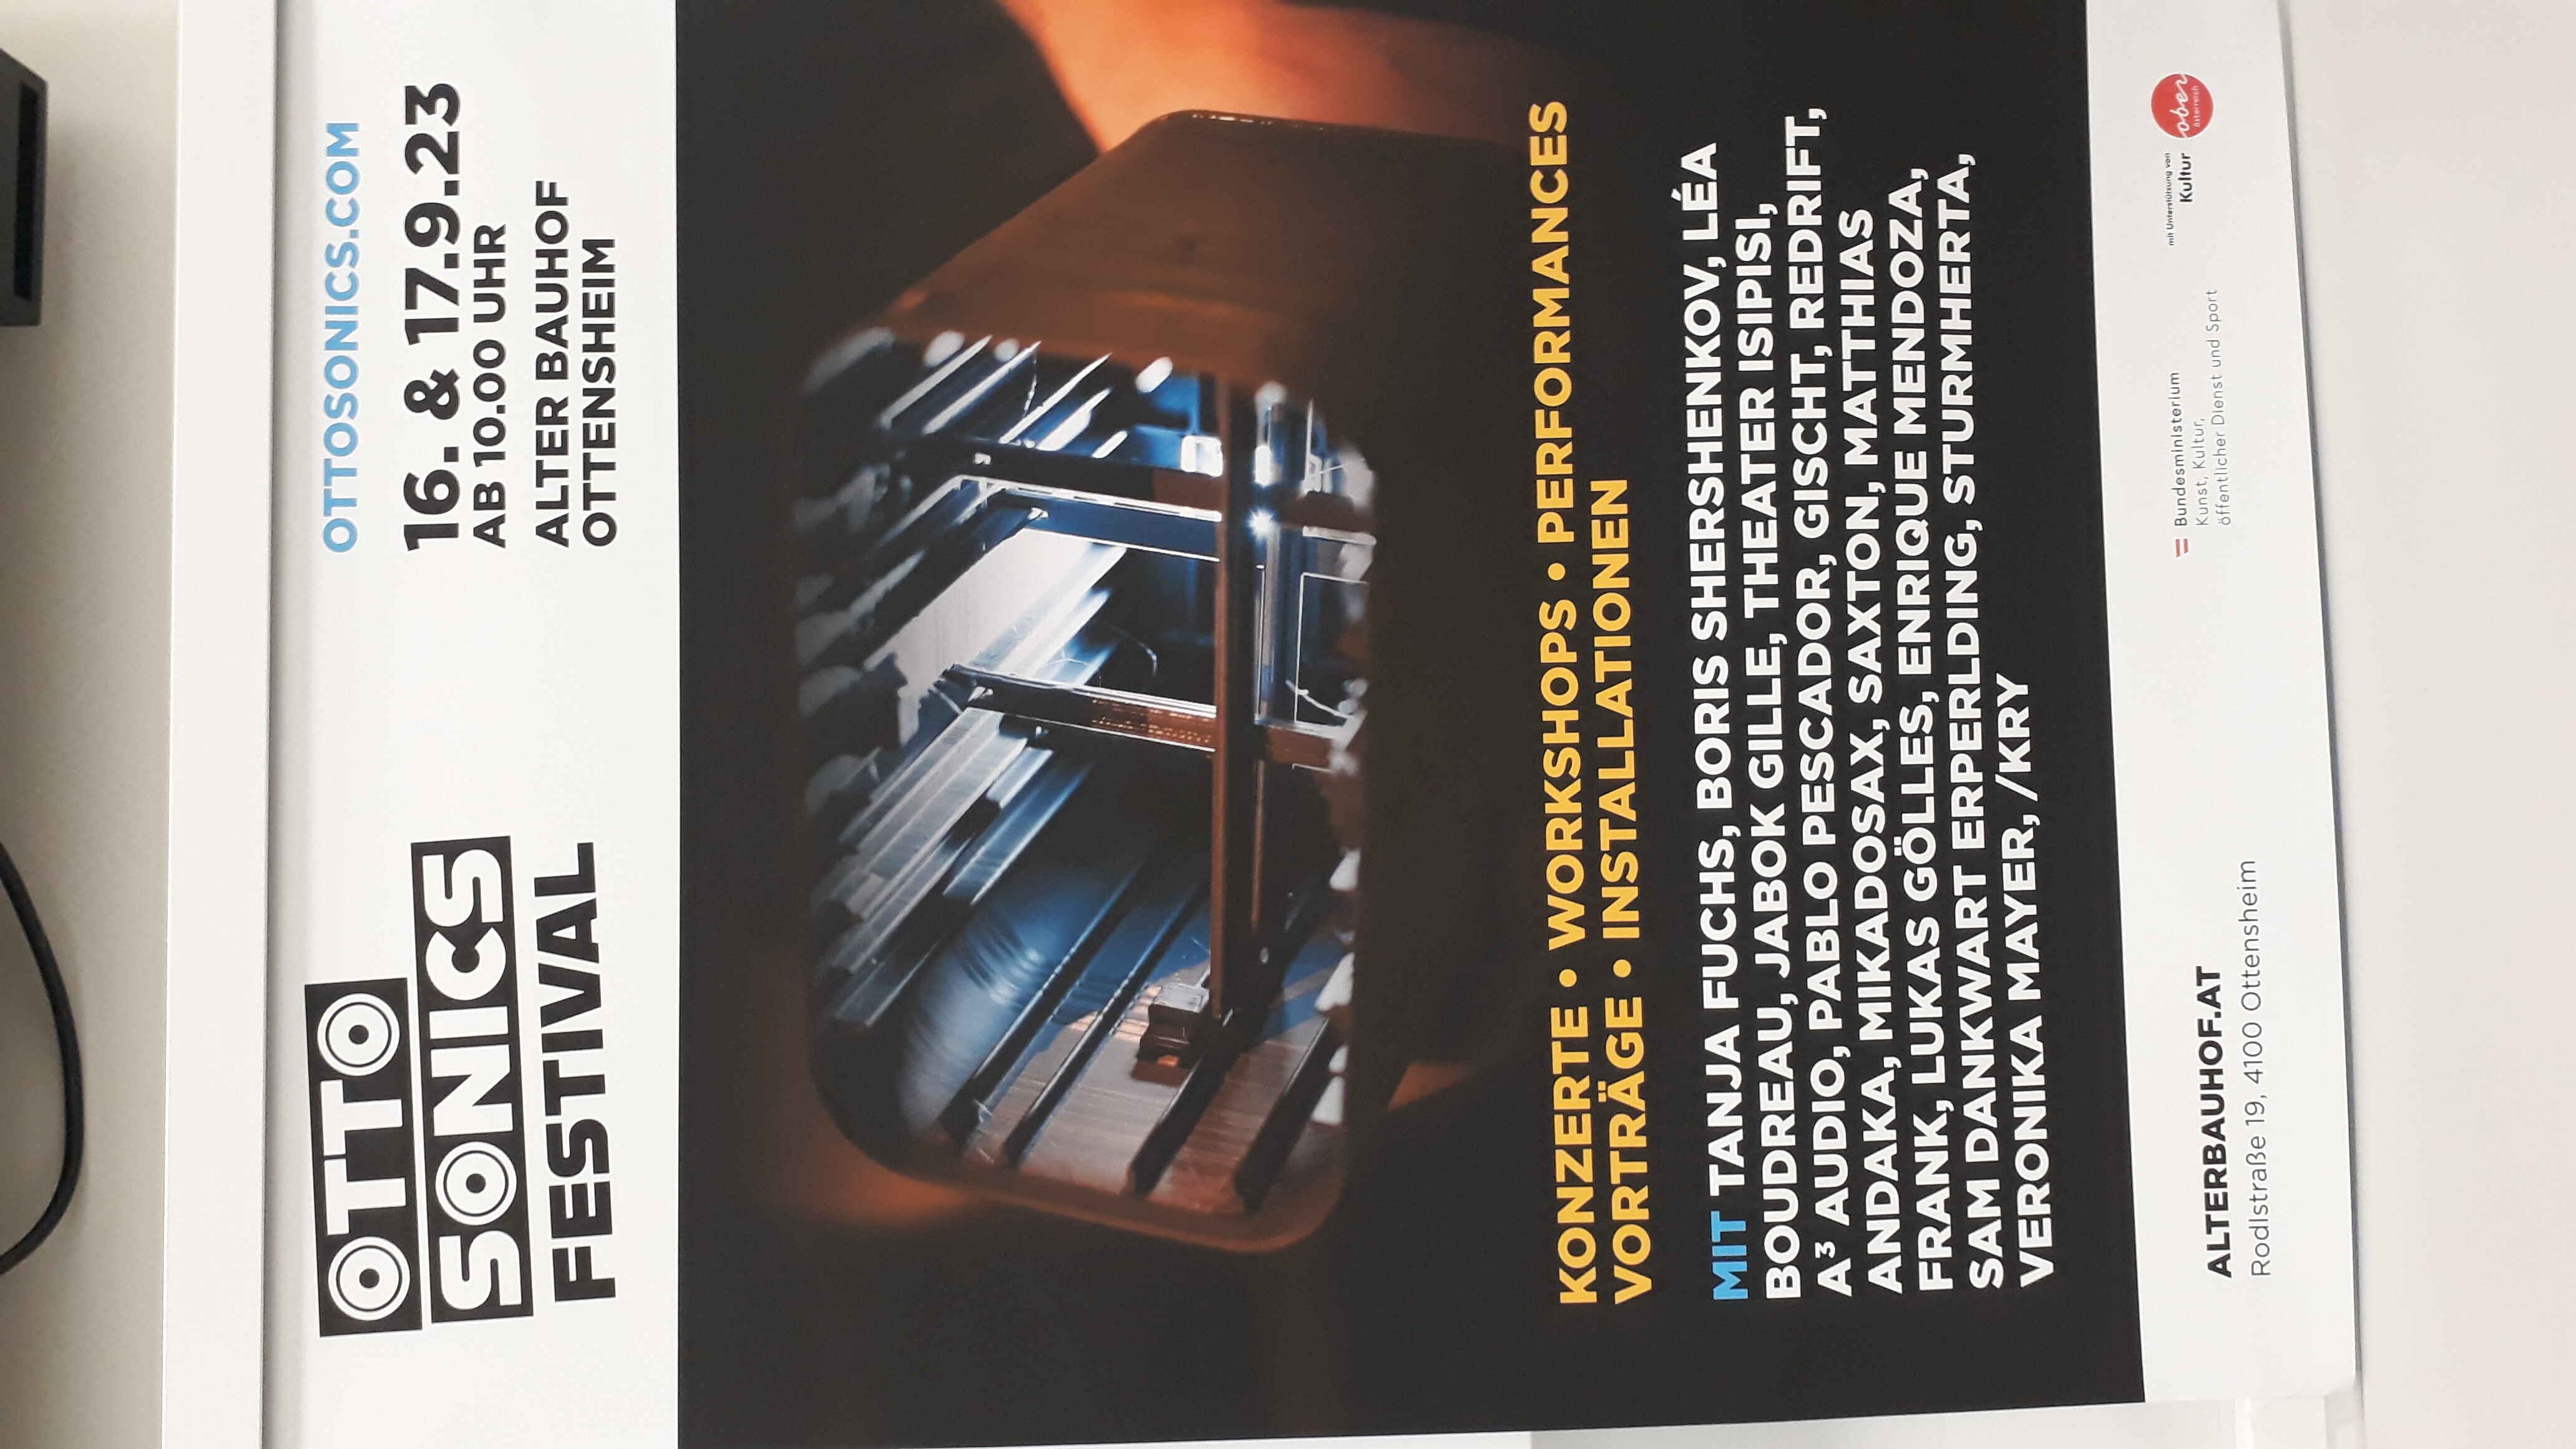 OTTO
SONICS
FESTIVAL
OTTOSONICS.COM
16. & 17.9.23
AB 10.00 UHR
ALTER BAUHOF
OTTENSHEIM
KONZERTE • WORKSHOPS • PERFORMANCES
VORTRÄGE • INSTALLATIONEN
MIT TANJA FUCHS, BORIS SHERSHENKOV, LÉA
BOUDREAU, JABOK GILLE, THEATER ISIPISI,
A³ AUDIO, PABLO PESCADOR, GISCHT, REDRIFT,
ANDAKA, MIKADOSAX, SAXTON, MATTHIAS
FRANK, LUKAS GÖLLES, ENRIQUE MENDOZA,
SAM DANKWART ERPERLDING, STURMHERTA,
VERONIKA MAYER, /KRY
ALTERBAUHOF.AT
Rodlstraße 19, 4100 Ottensheim
Bundesministerium
Kunst, Kultur,
öffentlicher Dienst und Sport
mit Unterstützung von
Kultur
ober
österreich